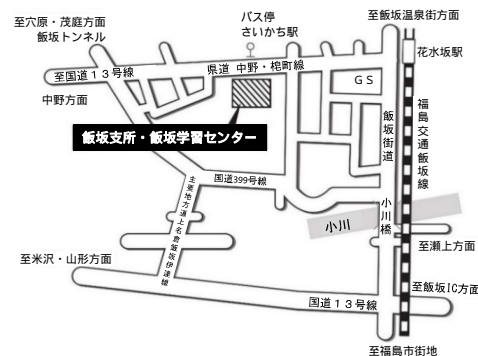 至穴原・茂庭方面
飯坂トンネル
バス停
さいかち駅
至飯坂温泉街方面
花水坂駅
至国道１３号線
県道 中野・桜町線
中野方面
ＧＳ
飯坂支所・飯坂学習センター
飯坂街道
福島交通飯坂線
国道399号線
主要地方道上名倉飯坂伊達線
小川橋
小川
至瀬上方面
至米沢・山形方面
至飯坂IC方面
国道１３号線
至福島市街地